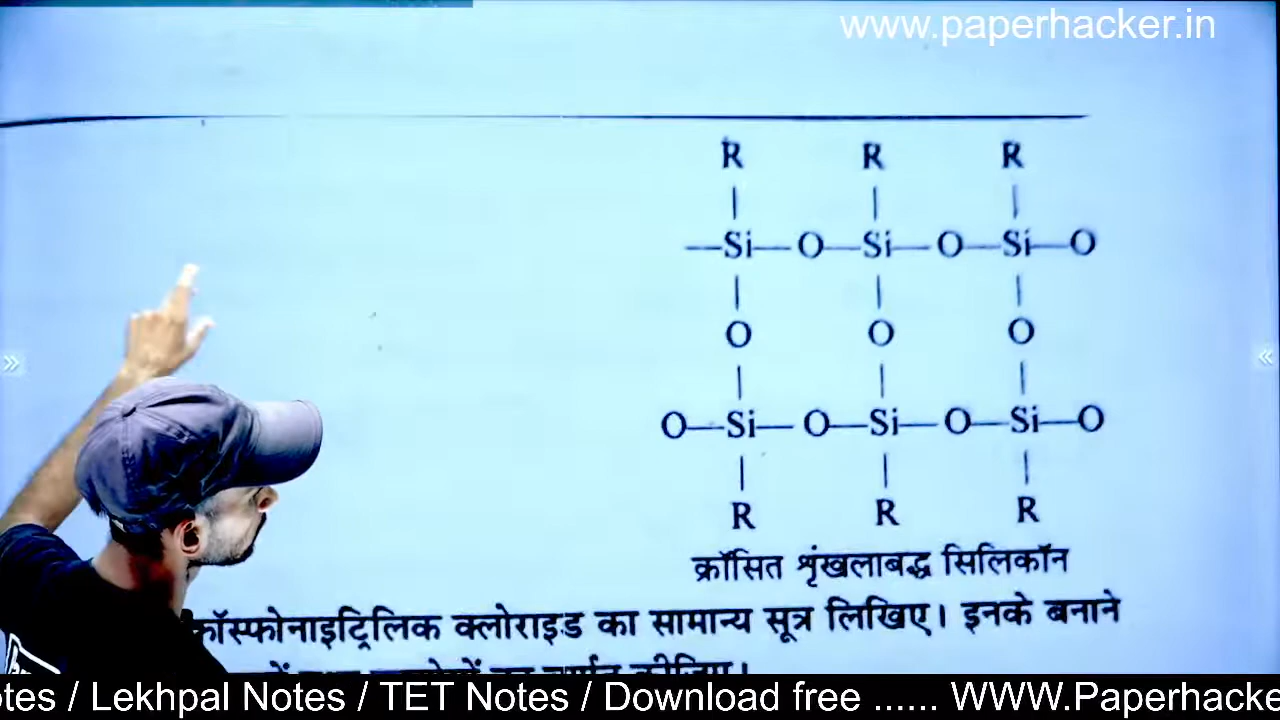 www.paperhacker.in
R R R
—Si—O—Si—O—Si—O
O O O
O—Si—O—Si—O—Si—O
R R R
क्रॉसित श्रृंखलाबद्ध सिलिकॉन
फॉस्फोनाइट्रिलिक क्लोराइड का सामान्य सूत्र लिखिए। इनके बनाने
कीजिए।
otes / Lekhpal Notes / TET Notes / Download free ...... WWW.Paperhacke